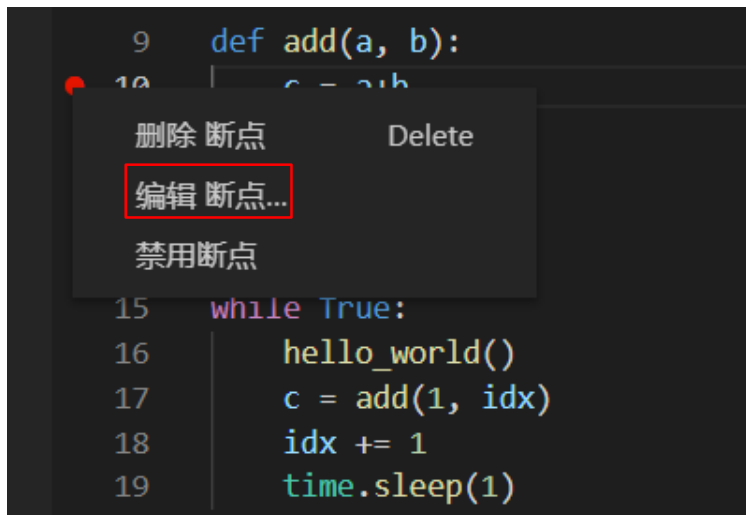 9 def add(a, b):
10 c = a+b
删除 断点 Delete
编辑 断点...
禁用断点
15 while True:
16 hello_world()
17 c = add(1, idx)
18 idx += 1
19 time.sleep(1)